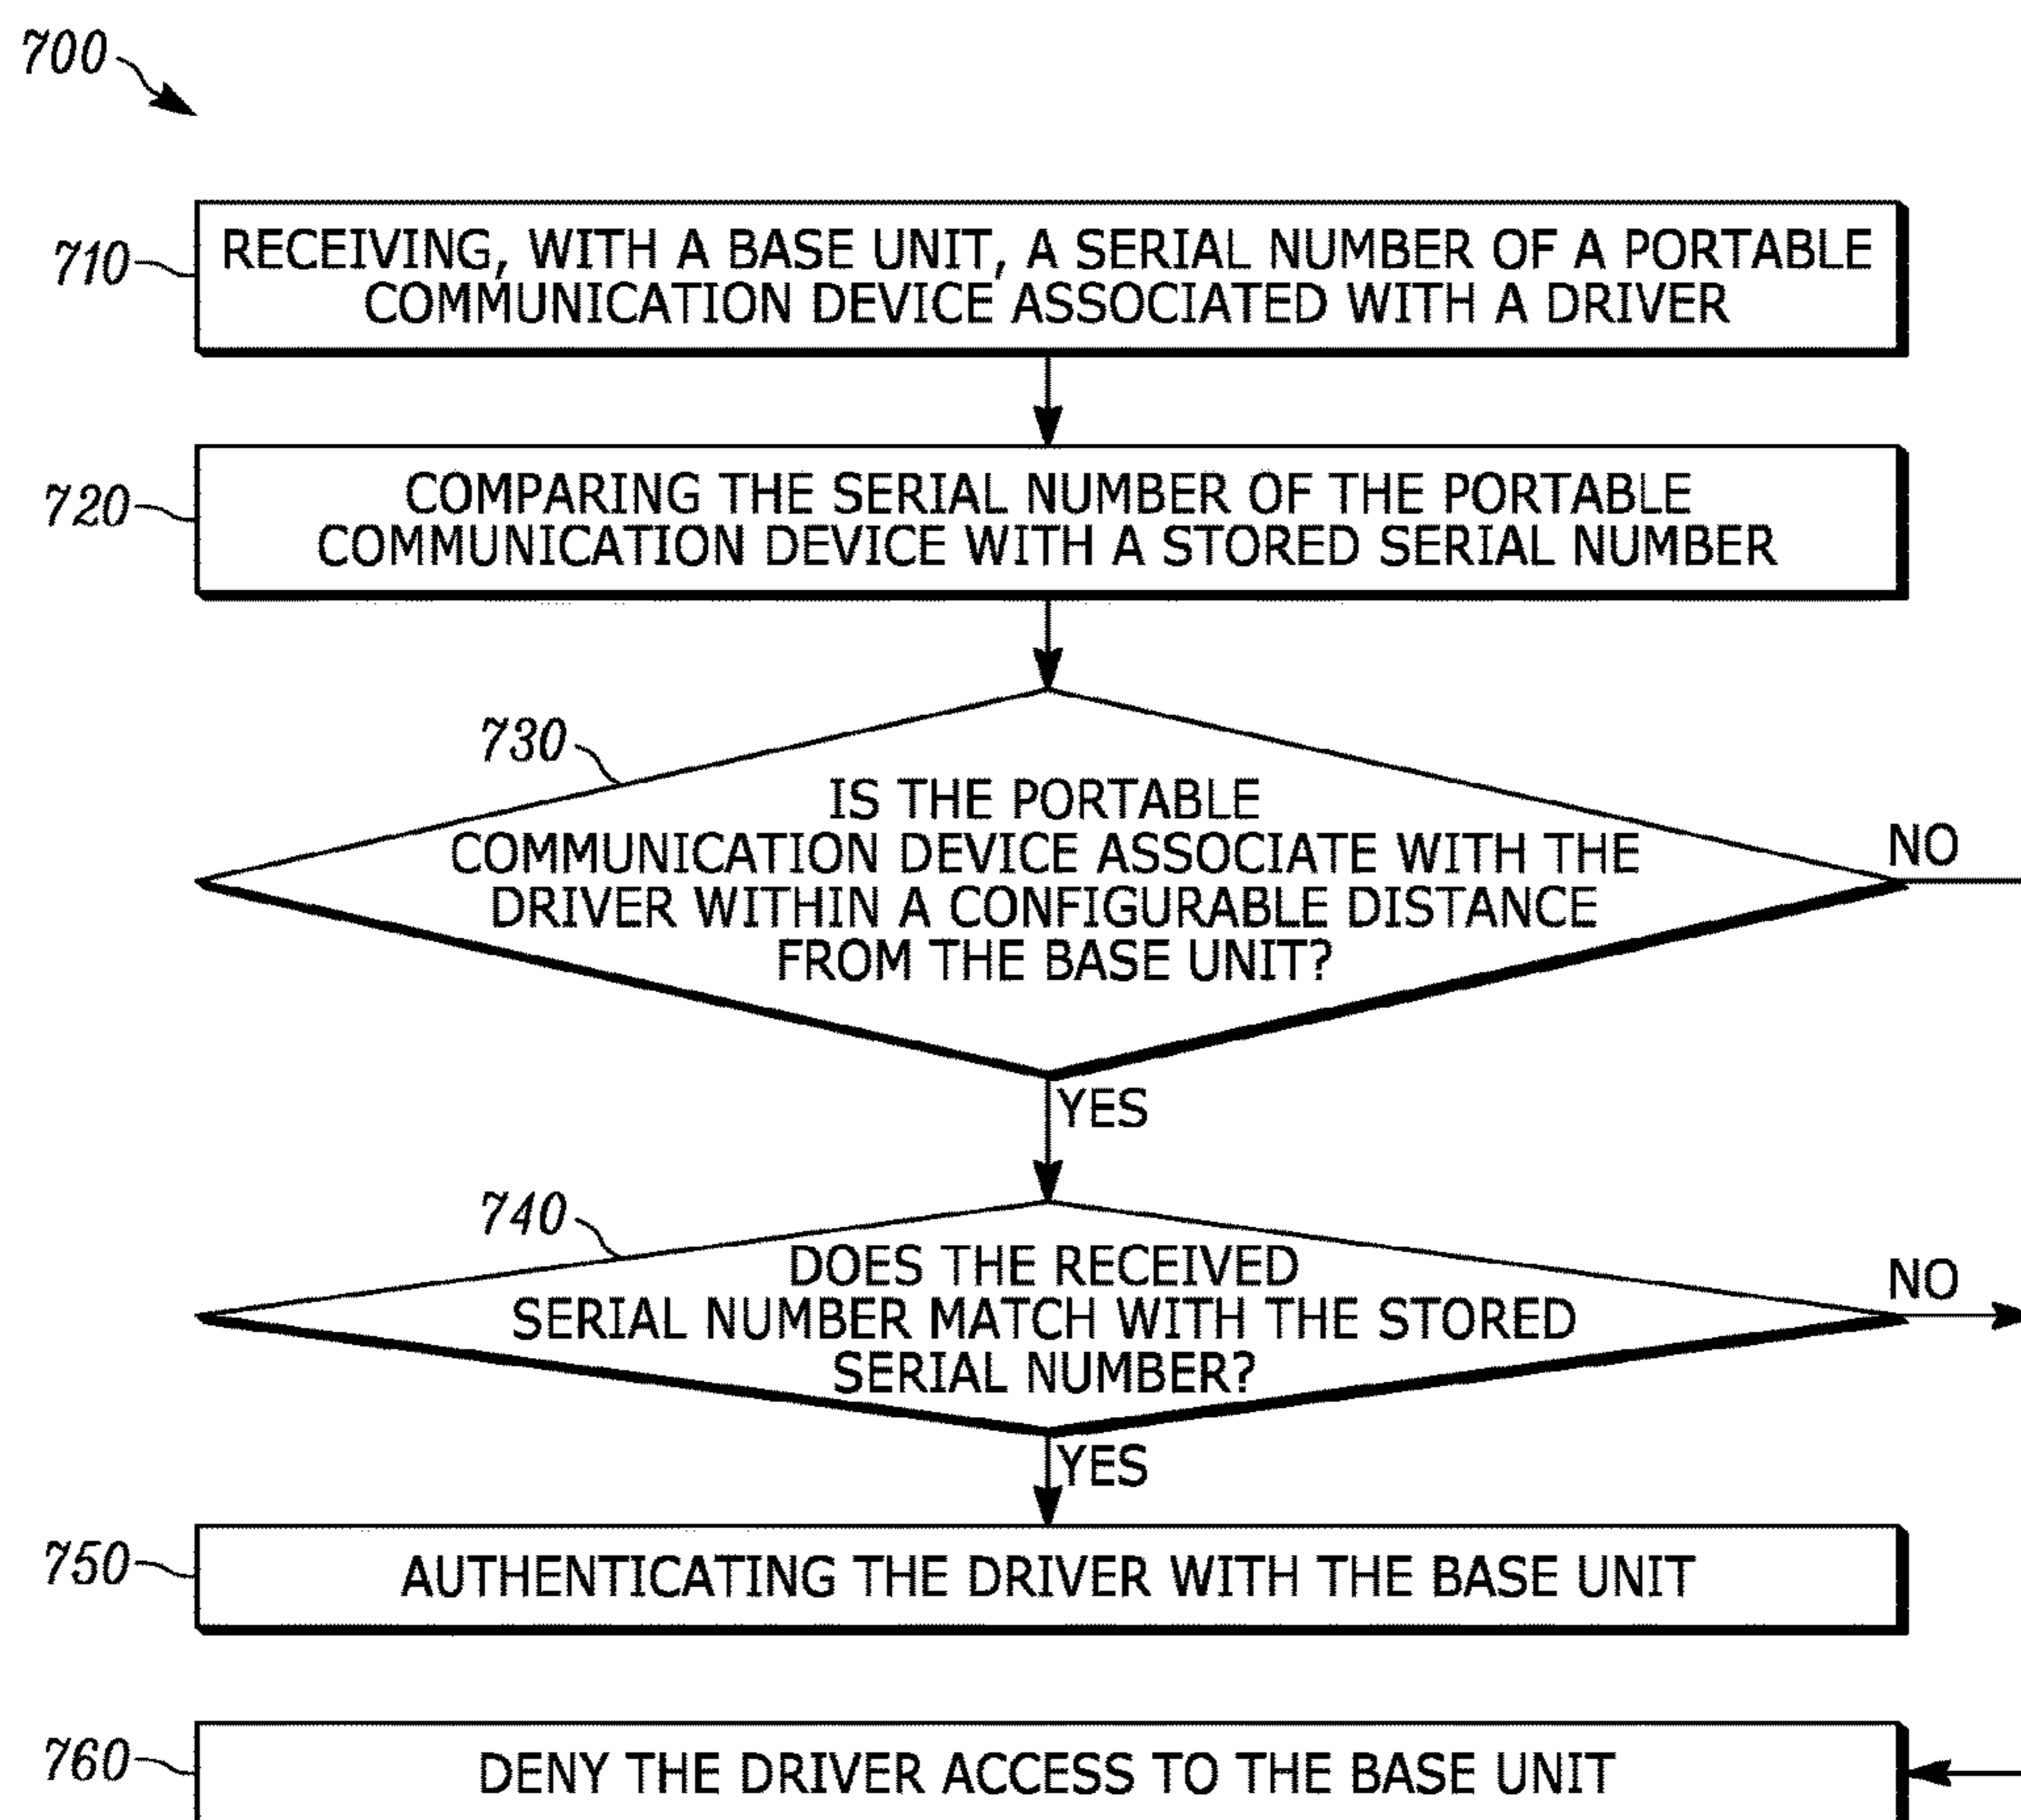 700
710
RECEIVING, WITH A BASE UNIT, A SERIAL NUMBER OF A PORTABLE
COMMUNICATION DEVICE ASSOCIATED WITH A DRIVER
720
COMPARING THE SERIAL NUMBER OF THE PORTABLE
COMMUNICATION DEVICE WITH A STORED SERIAL NUMBER
730
IS THE PORTABLE
COMMUNICATION DEVICE ASSOCIATE WITH THE
DRIVER WITHIN A CONFIGURABLE DISTANCE
FROM THE BASE UNIT?
NO
YES
740
DOES THE RECEIVED
SERIAL NUMBER MATCH WITH THE STORED
SERIAL NUMBER?
NO
YES
750
AUTHENTICATING THE DRIVER WITH THE BASE UNIT
760
DENY THE DRIVER ACCESS TO THE BASE UNIT